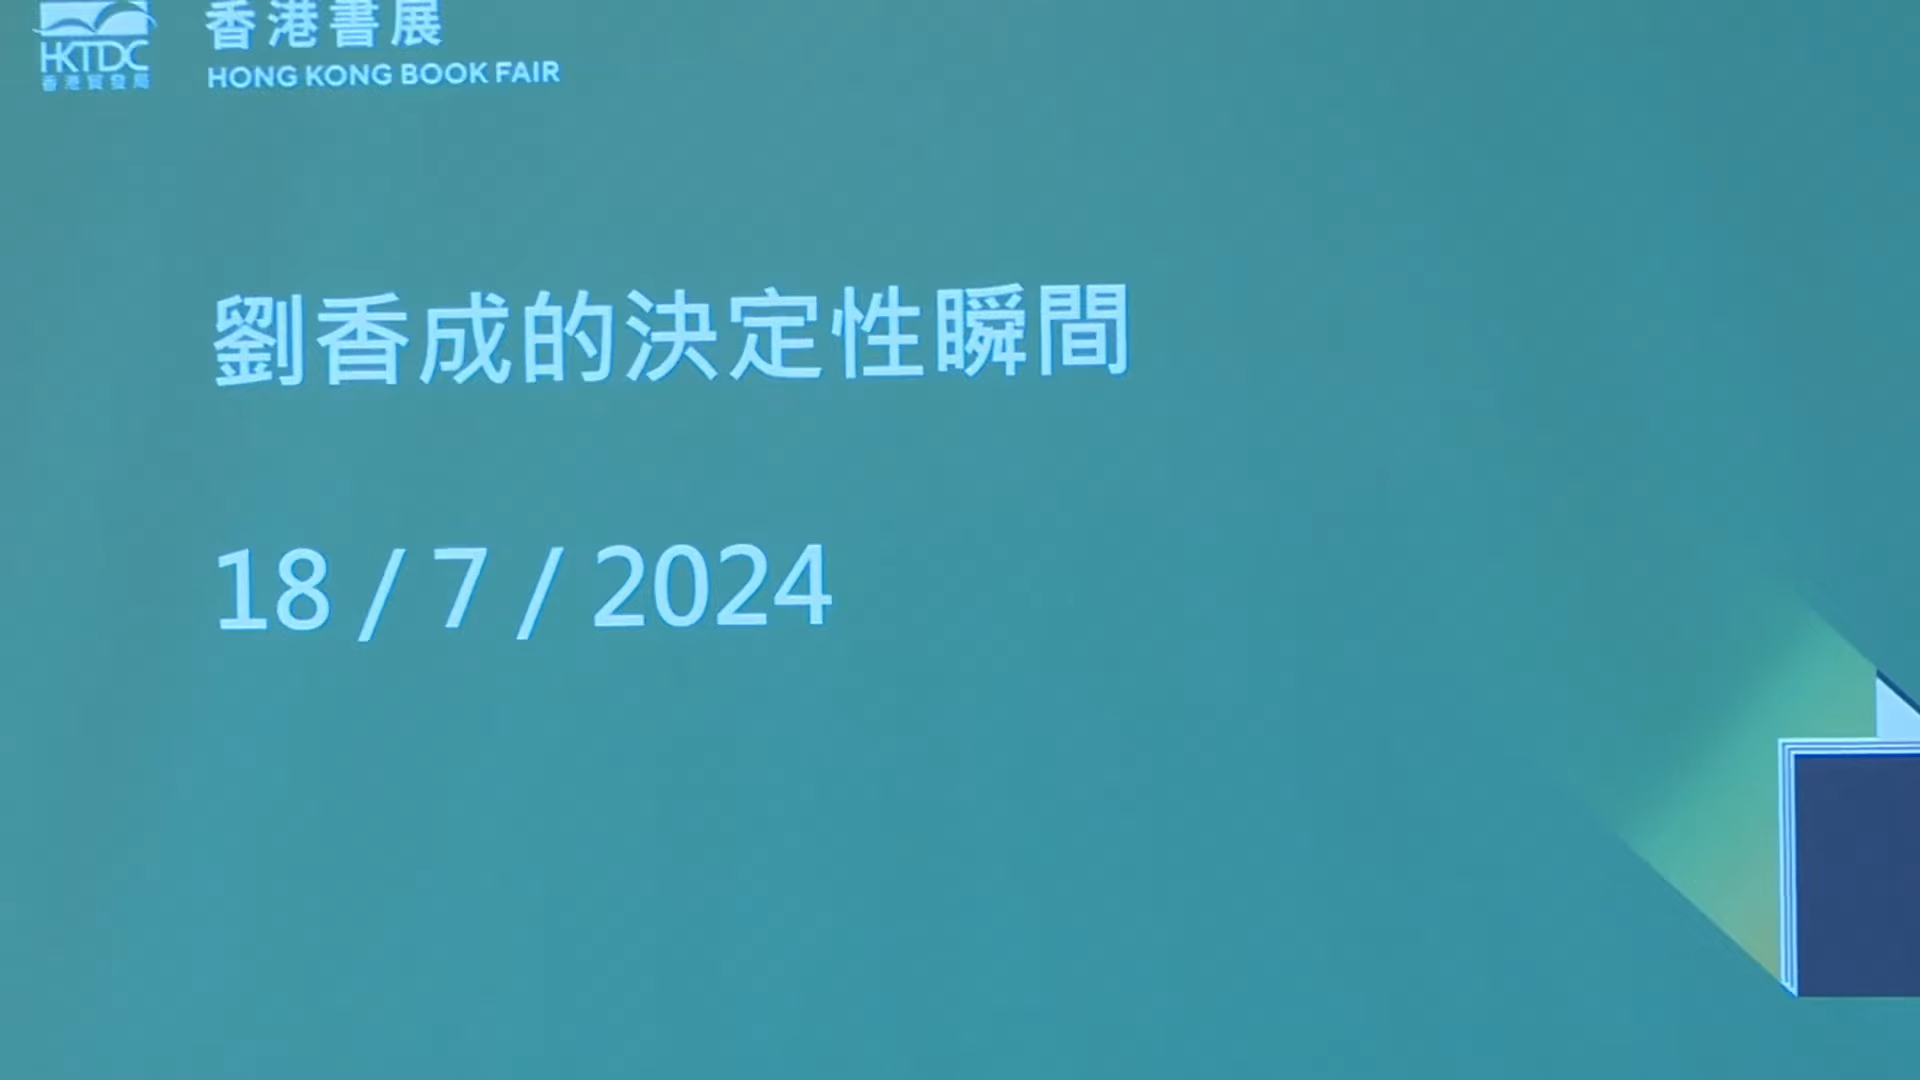 HKTDC
香港貿發局
香港書展
HONG KONG BOOK FAIR
劉香成的決定性瞬間
18 / 7 / 2024